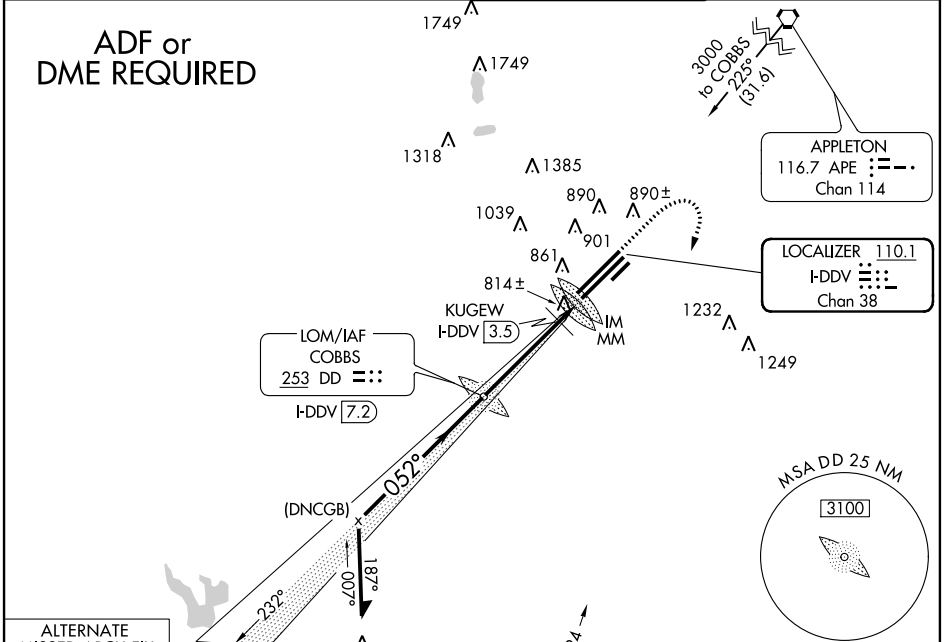 ADF or
DME REQUIRED
1749
1749
1318
1385
1039
890
890±
901
861
814±
3000
to COBBS
225°
(31.6)
APPLETON
116.7 APE
Chan 114
LOCALIZER 110.1
I-DDV
Chan 38
KUGEW
I-DDV 3.5
IM
MM
1232
1249
LOM/IAF
COBBS
253 DD
I-DDV 7.2
052°
(DNCGB)
x
187°
007°
232°
MSA DD 25 NM
3100
ALTERNATE